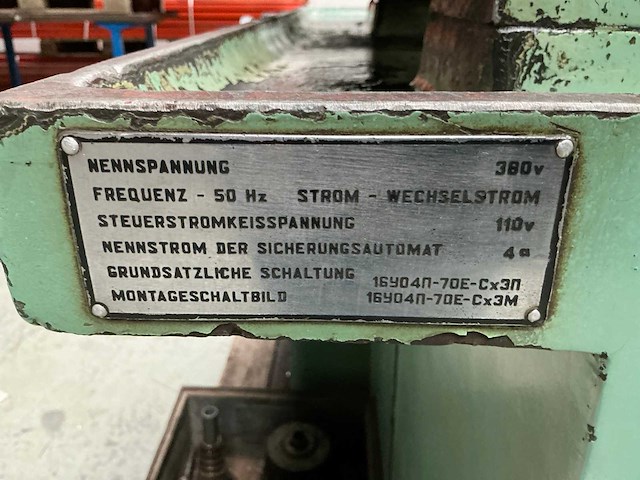 NENNSPANNUNG 380v
FREQUENZ - 50 Hz STROM - WECHSELSTROM
STEUERSTROMKEISSPANNUNG 110v
NENNSTROM DER SICHERUNGSAUTOMAT 4a
GRUNDSATZLICHE SCHALTUNG 16У04П-70Е-Сх3П
MONTAGESCHALTBILD 16У04П-70Е-Сх3М